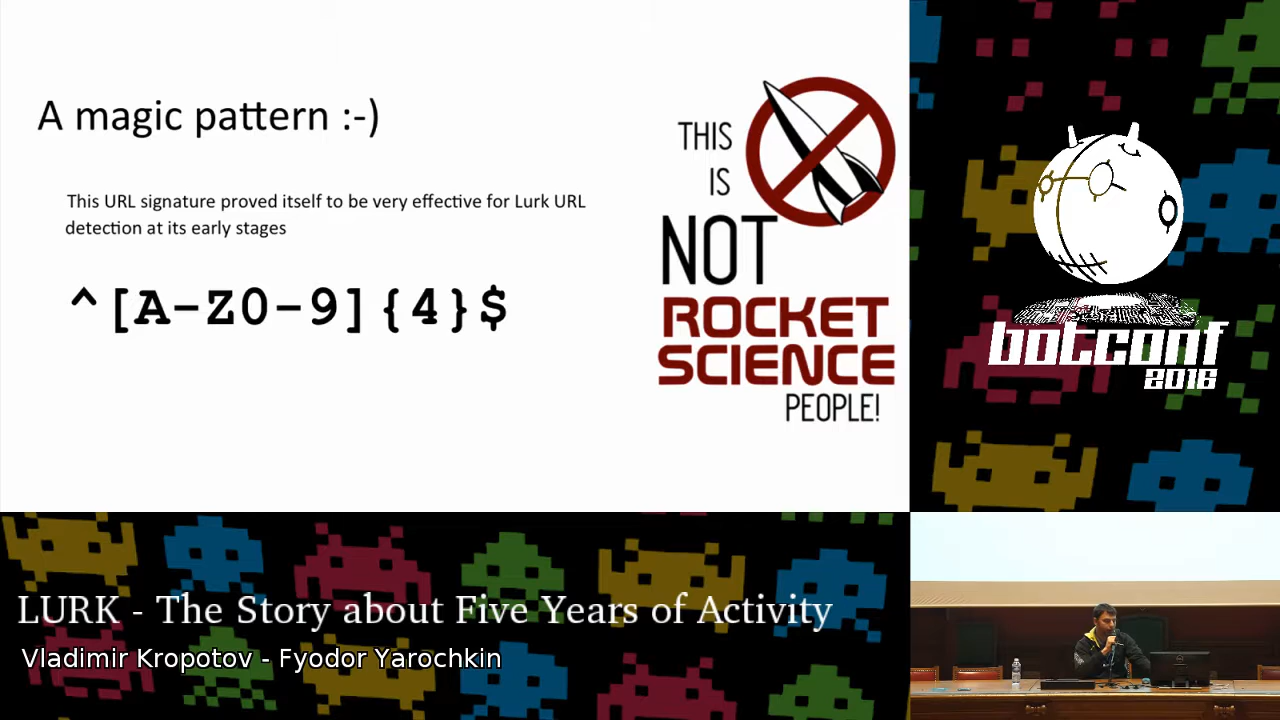 A magic pattern :-)
This URL signature proved itself to be very effective for Lurk URL
detection at its early stages
^[A-Z0-9]{4}$
THIS
IS
NOT
ROCKET
SCIENCE
PEOPLE!
botconf
2016
LURK - The Story about Five Years of Activity
Vladimir Kropotov - Fyodor Yarochkin